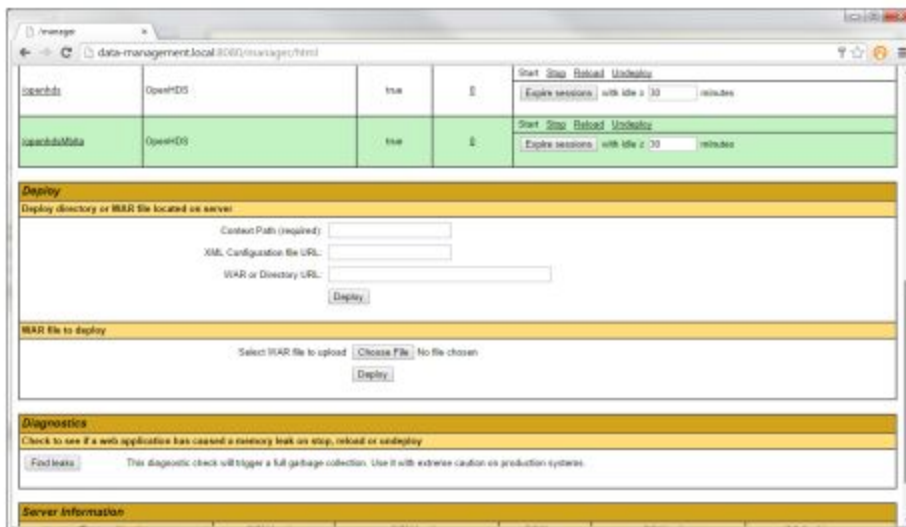 /manager
data-management.local:8080/manager/html
Start Stop Reload Undeploy
/openhds OpenHDS true 0
Expire sessions with idle ≥ 30 minutes
Start Stop Reload Undeploy
OpenHDS true 0
Expire sessions with idle ≥ 30 minutes
Deploy
Deploy directory or WAR file located on server
Context Path (required):
XML Configuration file URL:
WAR or Directory URL:
Deploy
WAR file to deploy
Select WAR file to upload Choose File No file chosen
Deploy
Diagnostics
Check to see if a web application has caused a memory leak on stop, reload or undeploy
Find leaks This diagnostic check will trigger a full garbage collection. Use it with extreme caution on production systems.
Server Information